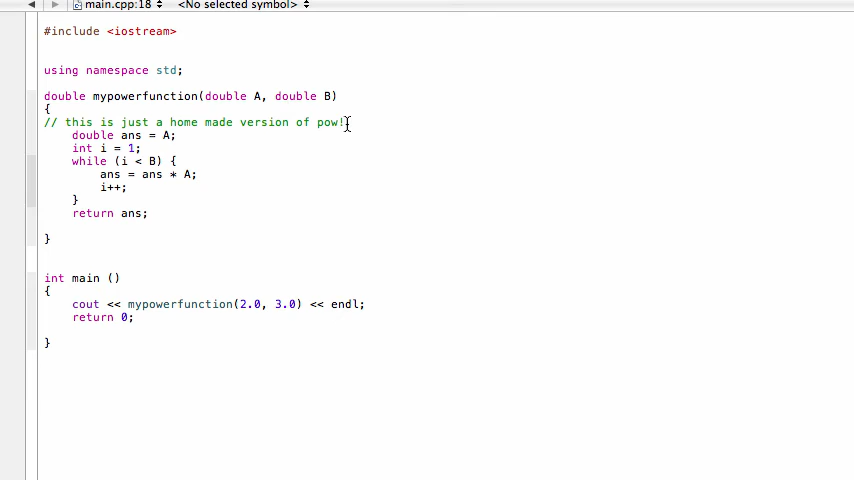 main.cpp:18 <No selected symbol>
#include <iostream>
using namespace std;
double mypowerfunction(double A, double B)
{
// this is just a home made version of pow!
double ans = A;
int i = 1;
while (i < B) {
ans = ans * A;
i++;
}
return ans;
}
int main ()
{
cout << mypowerfunction(2.0, 3.0) << endl;
return 0;
}